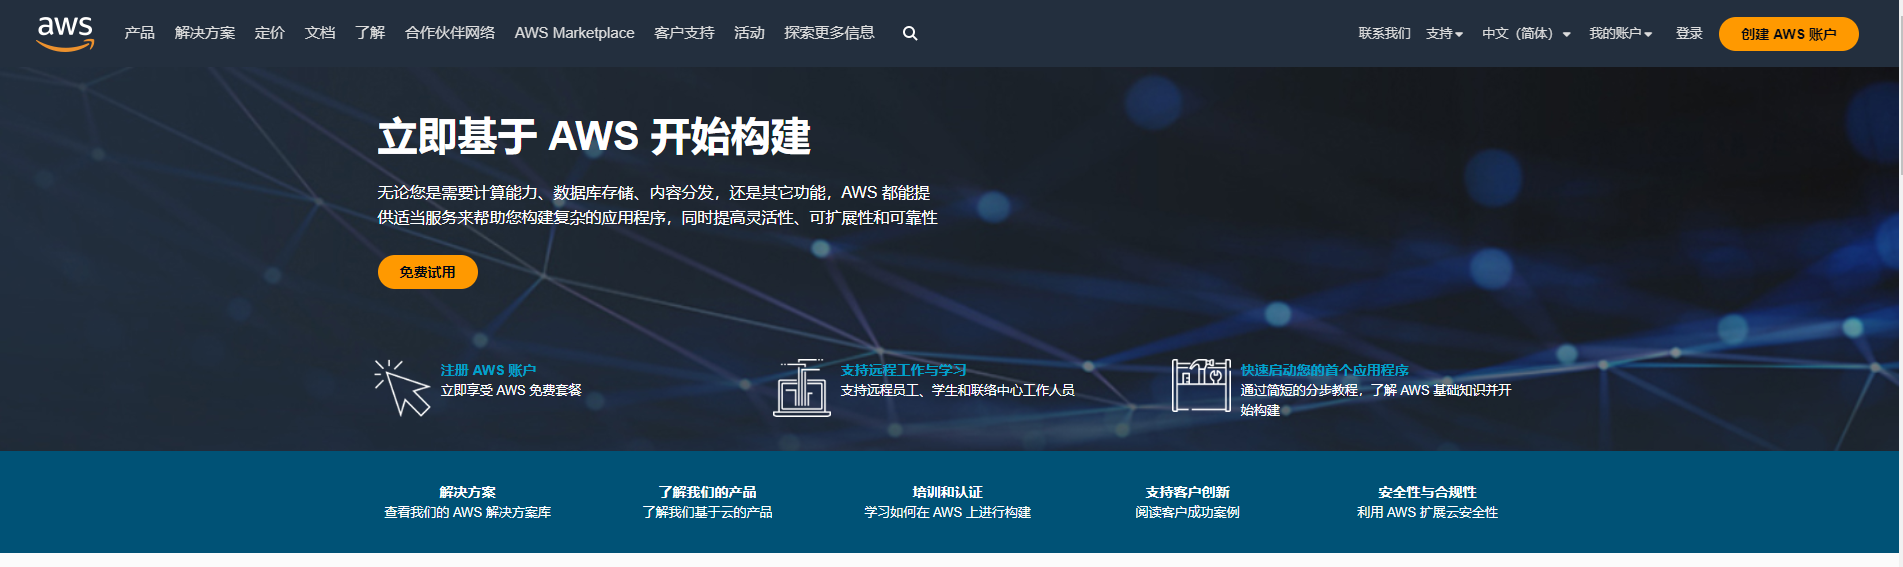 aws 产品 解决方案 定价 文档 了解 合作伙伴网络 AWS Marketplace 客户支持 活动 探索更多信息 联系我们 支持 中文（简体） 我的账户 登录 创建 AWS 账户
立即基于 AWS 开始构建
无论您是需要计算能力、数据库存储、内容分发，还是其它功能，AWS 都能提
供适当服务来帮助您构建复杂的应用程序，同时提高灵活性、可扩展性和可靠性
免费试用
注册 AWS 账户
立即享受 AWS 免费套餐
支持远程工作与学习
支持远程员工、学生和联络中心工作人员
快速启动您的首个应用程序
通过简短的分步教程，了解 AWS 基础知识并开
始构建
解决方案
查看我们的 AWS 解决方案库
了解我们的产品
了解我们基于云的产品
培训和认证
学习如何在 AWS 上进行构建
支持客户创新
阅读客户成功案例
安全性与合规性
利用 AWS 扩展云安全性